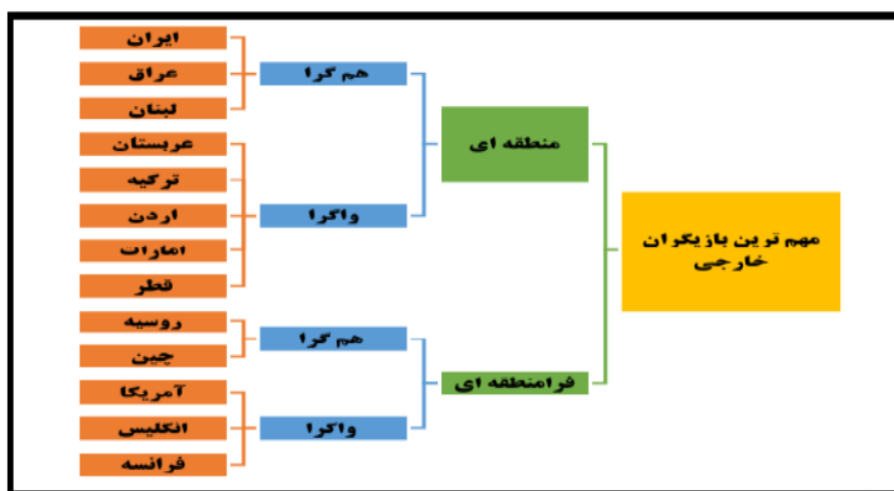 مهم ترین بازیگران
خارجی
منطقه ای
هم گرا
ایران
عراق
لبنان
واگرا
عربستان
ترکیه
اردن
امارات
قطر
فرامنطقه ای
هم گرا
روسیه
چین
واگرا
آمریکا
انگلیس
فرانسه